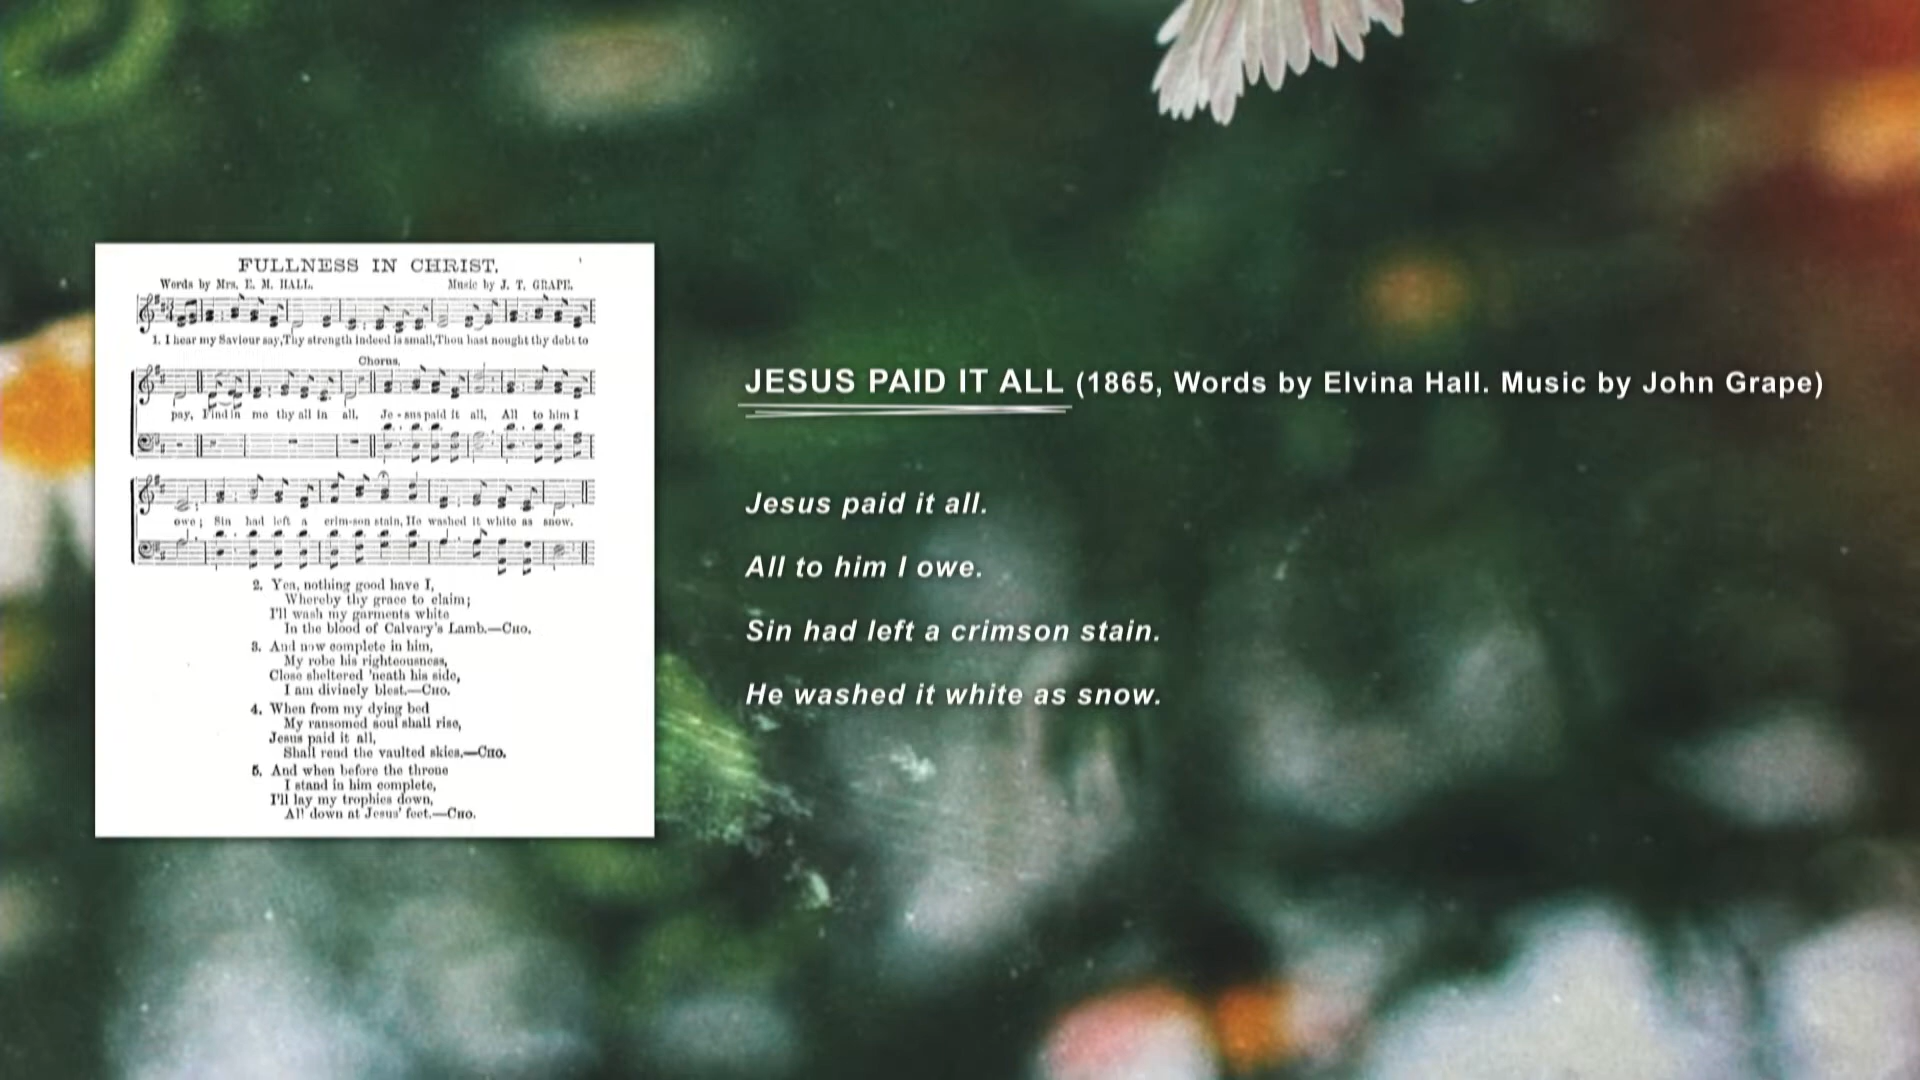 FULLNESS IN CHRIST.
Words by Mrs. E. M. HALL. Music by J. T. GRAPE.
1. I hear my Saviour say, Thy strength indeed is small, Thou hast nought thy debt to
Chorus.
pay, Find in me thy all in all. Je - sus paid it all, All to him I
owe; Sin had left a crim-son stain, He washed it white as snow.
2. Yea, nothing good have I,
Whereby thy grace to claim;
I'll wash my garments white
In the blood of Calvary's Lamb.—CHO.
3. And now complete in him,
My robe his righteousness,
Close sheltered 'neath his side,
I am divinely blest.—CHO.
4. When from my dying bed
My ransomed soul shall rise,
Jesus paid it all,
Shall rend the vaulted skies.—CHO.
5. And when before the throne
I stand in him complete,
I'll lay my trophies down,
All down at Jesus' feet.—CHO.
JESUS PAID IT ALL (1865, Words by Elvina Hall. Music by John Grape)
Jesus paid it all.
All to him I owe.
Sin had left a crimson stain.
He washed it white as snow.